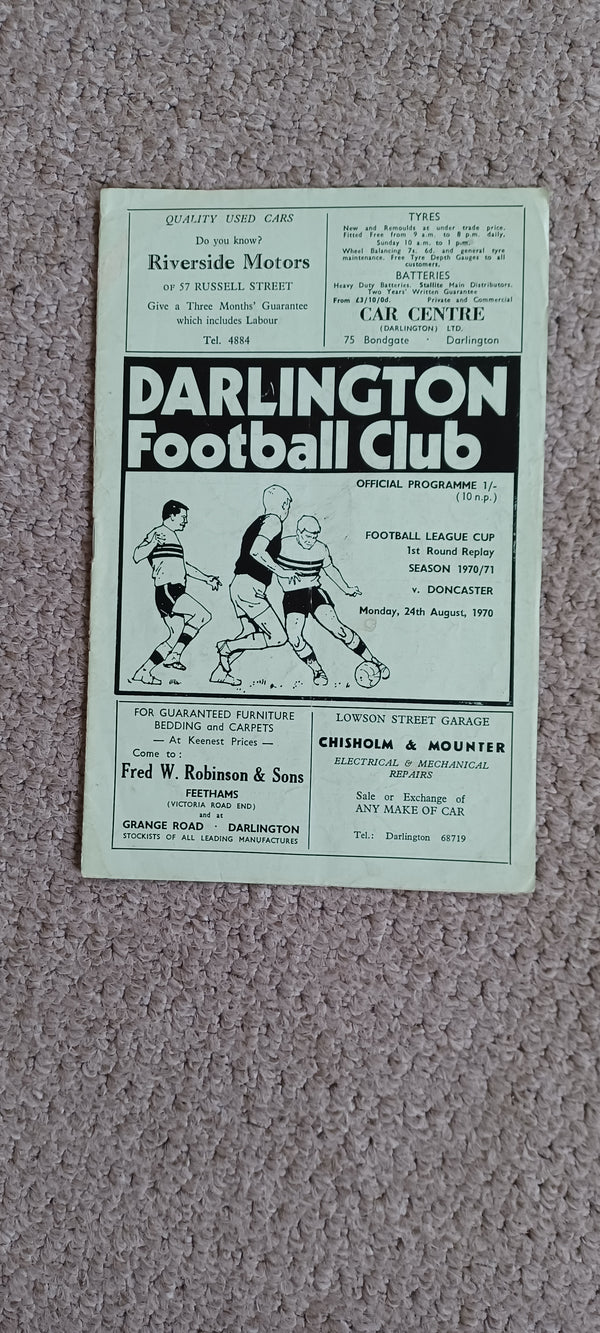 QUALITY USED CARS
Do you know?
Riverside Motors
OF 57 RUSSELL STREET
Give a Three Months' Guarantee
which includes Labour
Tel. 4884
TYRES
New and Remoulds at under trade price.
Fitted Free from 9 a.m. to 8 p.m. daily.
Sunday 10 a.m. to 1 p.m.
Wheel Balancing 7s. 6d. and general tyre
maintenance. Free Tyre Depth Gauges to all
customers.
BATTERIES
Heavy Duty Batteries. Staflite Main Distributors.
Two Years' Written Guarantee
From £3/10/0d. Private and Commercial
CAR CENTRE
(DARLINGTON) LTD.
75 Bondgate · Darlington
DARLINGTON
Football Club
OFFICIAL PROGRAMME 1/-
(10 n.p.)
FOOTBALL LEAGUE CUP
1st Round Replay
SEASON 1970/71
v. DONCASTER
Monday, 24th August, 1970
FOR GUARANTEED FURNITURE
BEDDING and CARPETS
— At Keenest Prices —
Come to :
Fred W. Robinson & Sons
FEETHAMS
(VICTORIA ROAD END)
and at
GRANGE ROAD · DARLINGTON
STOCKISTS OF ALL LEADING MANUFACTURES
LOWSON STREET GARAGE
CHISHOLM & MOUNTER
ELECTRICAL & MECHANICAL
REPAIRS
Sale or Exchange of
ANY MAKE OF CAR
Tel.: Darlington 68719